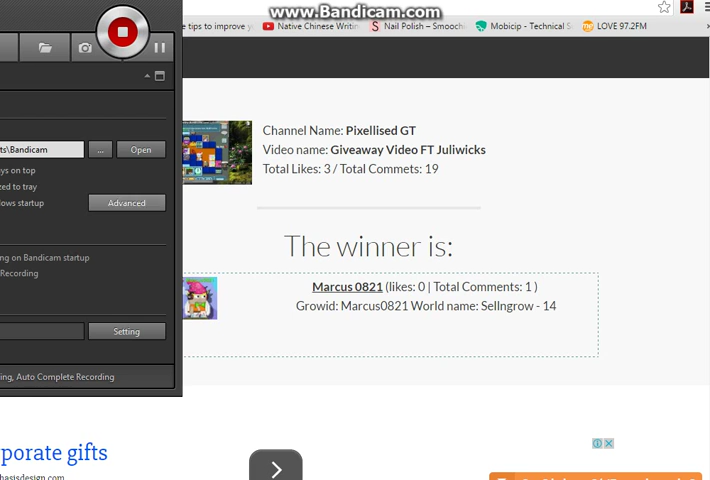 www.Bandicam.com
e tips to improve y
Native Chinese Writin
Nail Polish – Smooch
Mobicip - Technical S
LOVE 97.2FM
ts\Bandicam
...
Open
ys on top
zed to tray
dows startup
Advanced
ng on Bandicam startup
Recording
Setting
ing, Auto Complete Recording
Channel Name: Pixellised GT
Video name: Giveaway Video FT Juliwicks
Total Likes: 3 / Total Commets: 19
The winner is:
Marcus 0821 (likes: 0 | Total Comments: 1 )
Growid: Marcus0821 World name: Sellngrow - 14
porate gifts
hasisdesign.com